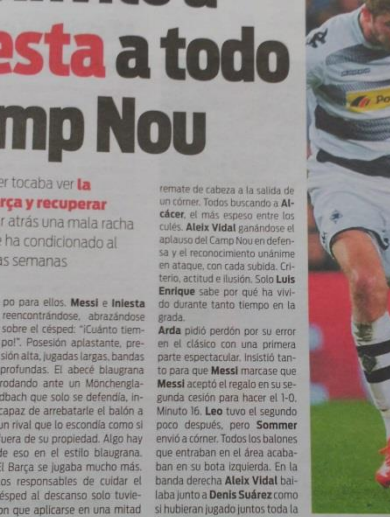 esta a todo
mp Nou
er tocaba ver la
rça y recuperar
r atrás una mala racha
e ha condicionado al
as semanas
po para ellos. Messi e Iniesta
reencontrándose, abrazándose
sobre el césped: "¡Cuánto tiem-
po!". Posesión aplastante, pre-
sión alta, jugadas largas, bandas
profundas. El abecé blaugrana
rodando ante un Mönchengla-
dbach que solo se defendía, in-
capaz de arrebatarle el balón a
un rival que lo escondía como si
fuera de su propiedad. Algo hay
de eso en el estilo blaugrana.
El Barça se jugaba mucho más.
Los responsables de cuidar el
césped al descanso solo tuvie-
on que aplicarse en una mitad
remate de cabeza a la salida de
un córner. Todos buscando a Al-
cácer, el más espeso entre los
culés. Aleix Vidal ganándose el
aplauso del Camp Nou en defen-
sa y el reconocimiento unánime
en ataque, con cada subida. Cri-
terio, actitud e ilusión. Solo Luis
Enrique sabe por qué ha vivi-
do durante tanto tiempo en la
grada.
Arda pidió perdón por su error
en el clásico con una primera
parte espectacular. Insistió tan-
to para que Messi marcase que
Messi aceptó el regalo en su se-
gunda cesión para hacer el 1-0.
Minuto 16. Leo tuvo el segundo
poco después, pero Sommer
envió a córner. Todos los balones
que entraban en el área acaba-
ban en su bota izquierda. En la
banda derecha Aleix Vidal bai-
laba junto a Denis Suárez como
si hubieran jugado juntos toda la